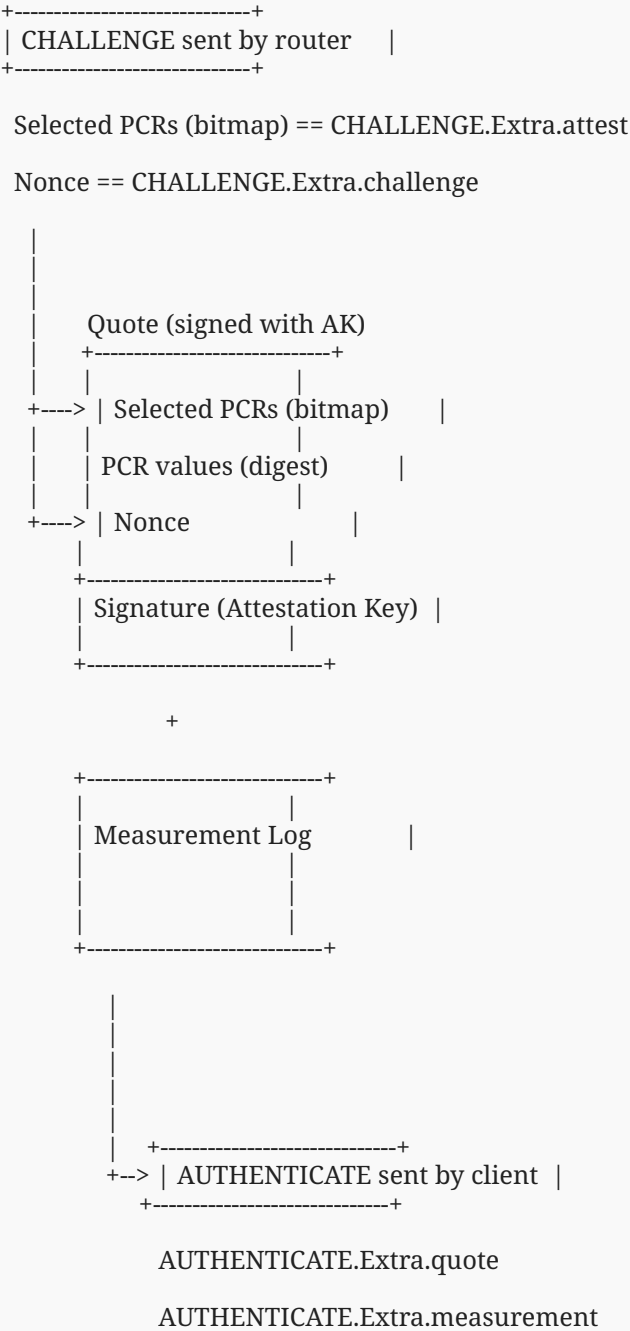 +------------------------------+
| CHALLENGE sent by router |
+------------------------------+
Selected PCRs (bitmap) == CHALLENGE.Extra.attest
Nonce == CHALLENGE.Extra.challenge
|
|
|
| Quote (signed with AK)
| +------------------------------+
| | |
+----> | Selected PCRs (bitmap) |
| | |
| | PCR values (digest) |
| | |
+----> | Nonce |
| |
+------------------------------+
| Signature (Attestation Key) |
| |
+------------------------------+
+
+------------------------------+
| |
| Measurement Log |
| |
| |
| |
+------------------------------+
|
|
|
|
|
| +------------------------------+
+--> | AUTHENTICATE sent by client |
+------------------------------+
AUTHENTICATE.Extra.quote
AUTHENTICATE.Extra.measurement